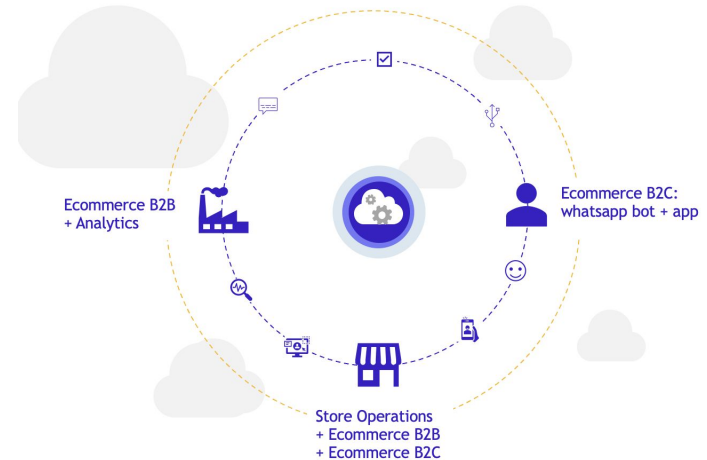 Ecommerce B2B
+ Analytics
Ecommerce B2C:
whatsapp bot + app
Store Operations
+ Ecommerce B2B
+ Ecommerce B2C